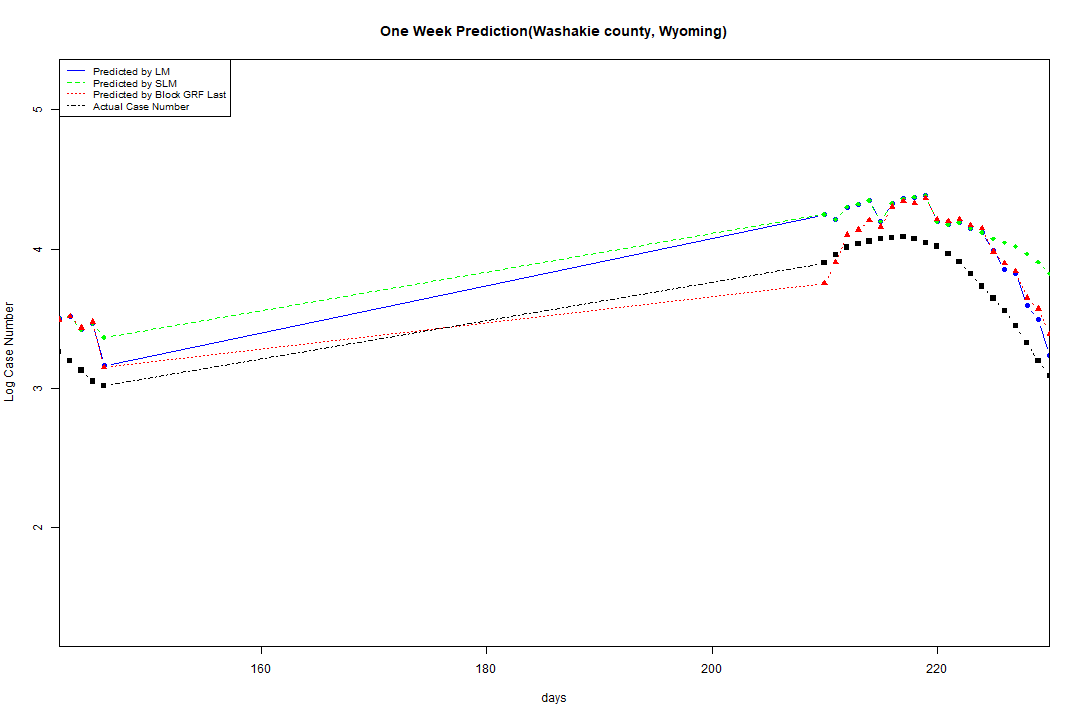 One Week Prediction(Washakie county, Wyoming)
Predicted by LM
Predicted by SLM
Predicted by Block GRF Last
Actual Case Number
5
4
3
2
Log Case Number
160 180 200 220
days